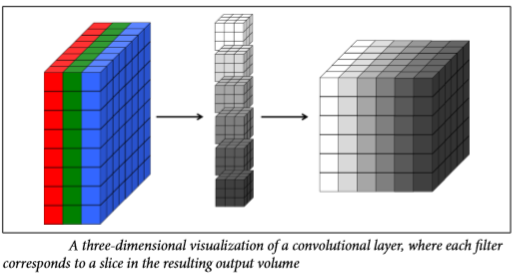 A three-dimensional visualization of a convolutional layer, where each filter
corresponds to a slice in the resulting output volume